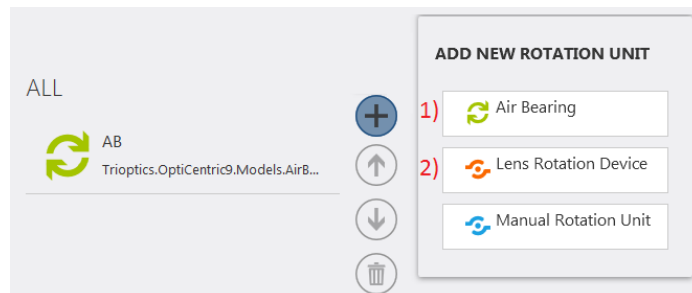 ALL
AB
Trioptics.OptiCentric9.Models.AirB...
ADD NEW ROTATION UNIT
1) Air Bearing
2) Lens Rotation Device
Manual Rotation Unit